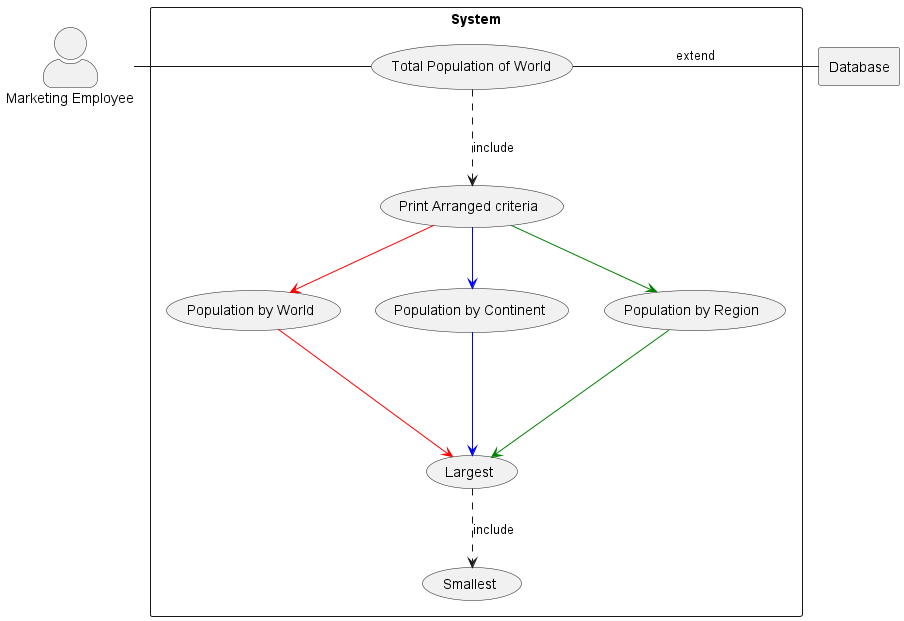 System
Marketing Employee
Total Population of World
extend
Database
include
Print Arranged criteria
Population by World
Population by Continent
Population by Region
Largest
include
Smallest